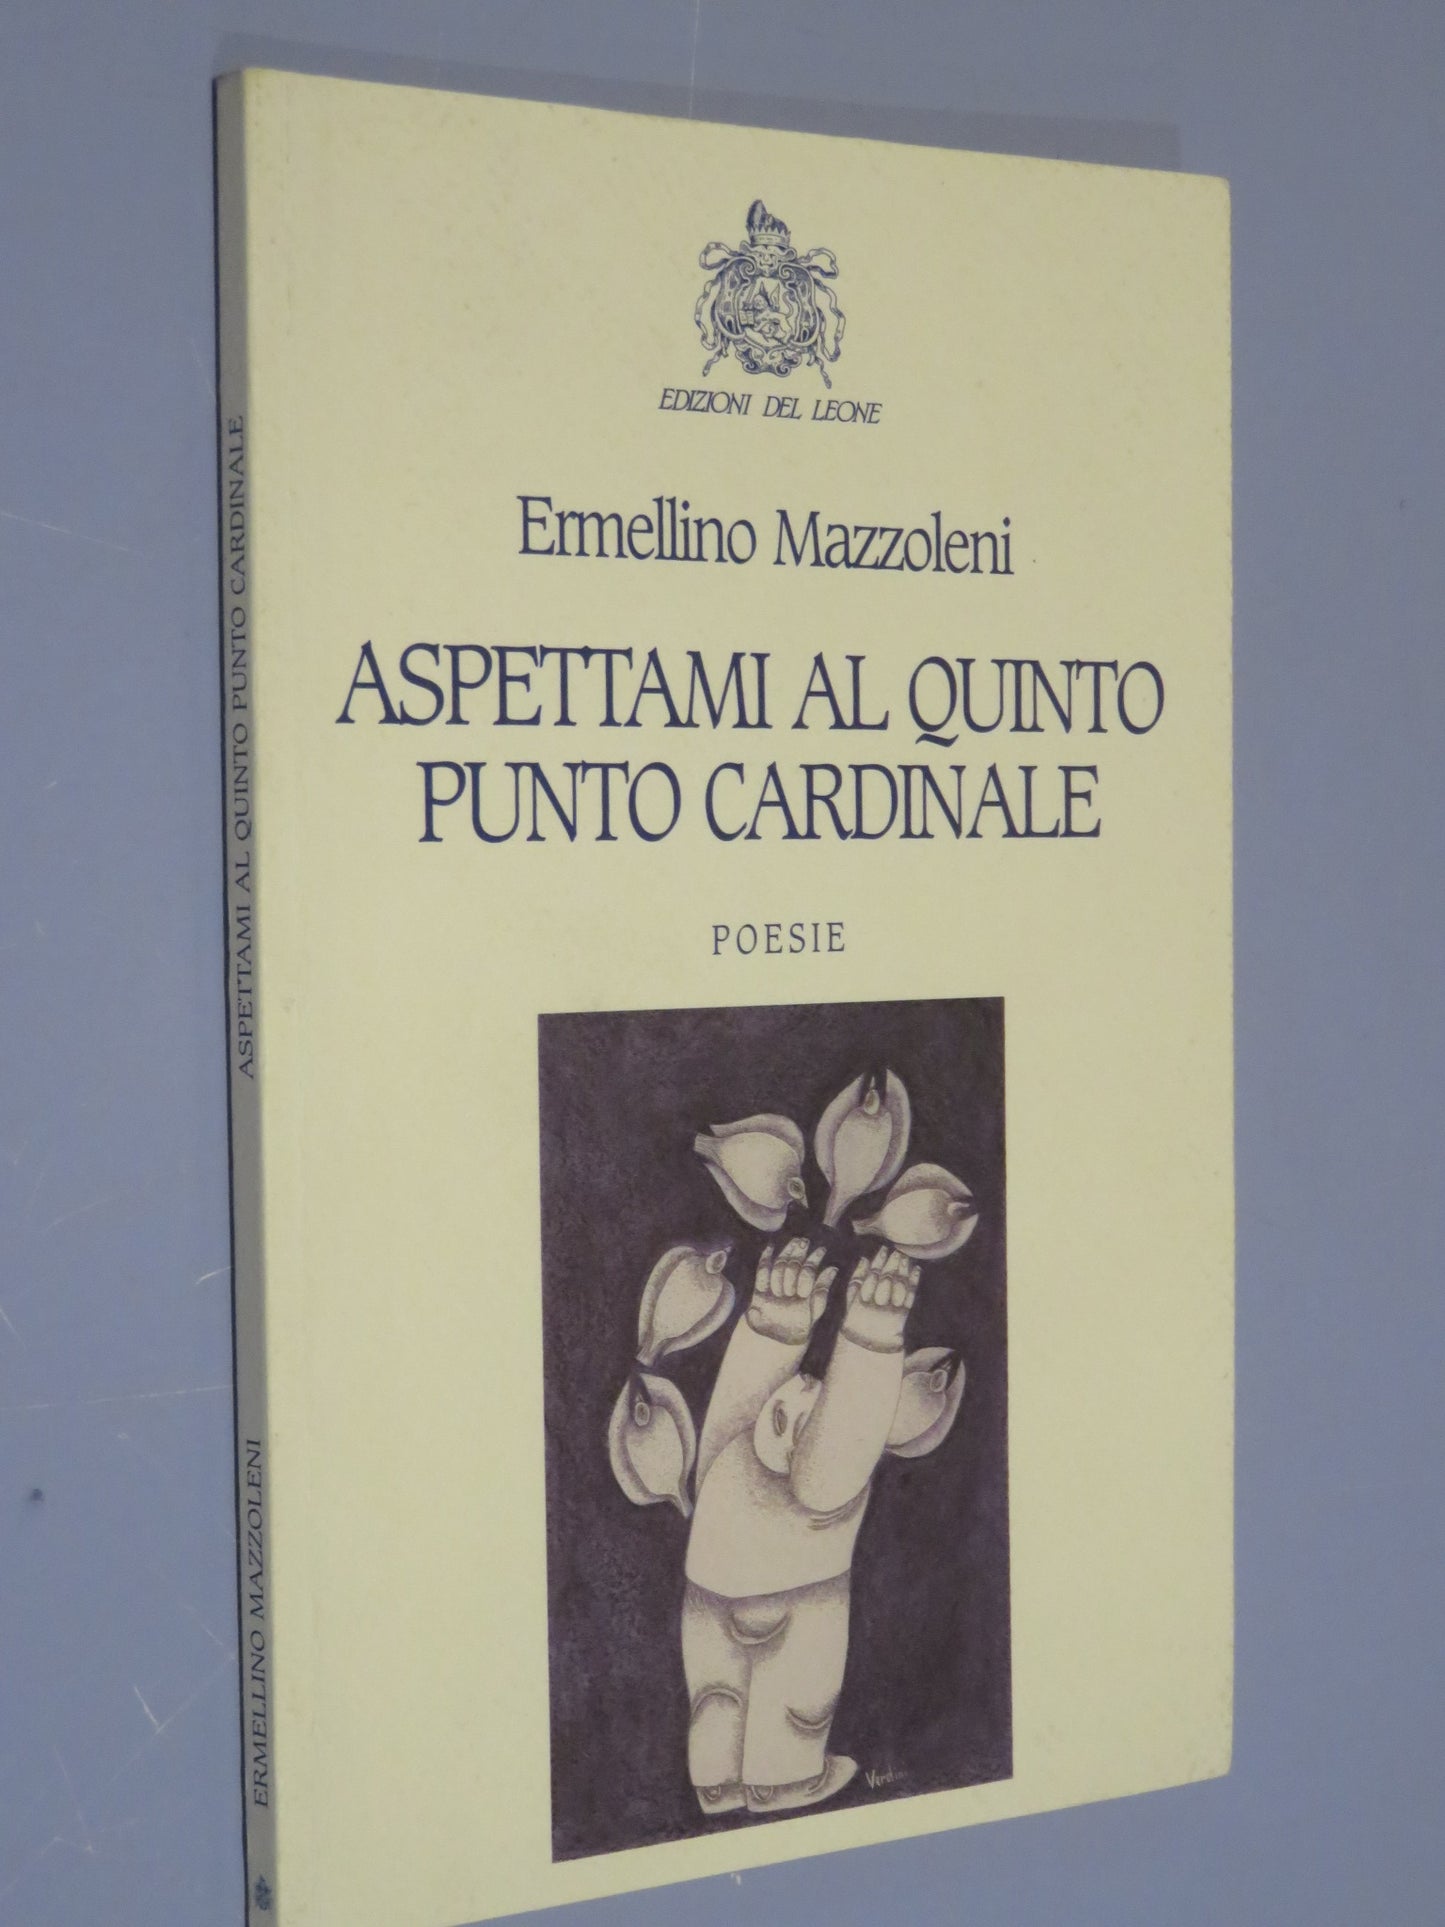 EDIZIONI DEL LEONE
Ermellino Mazzoleni
ASPETTAMI AL QUINTO
PUNTO CARDINALE
POESIE
ERMELLINO MAZZOLENI
ASPETTAMI AL QUINTO PUNTO CARDINALE